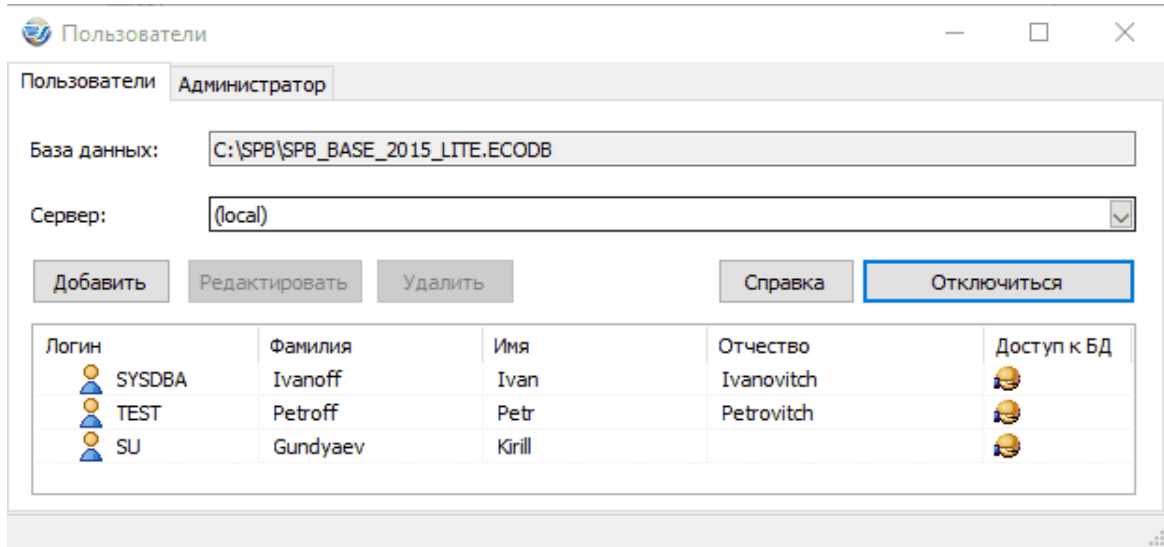 Пользователи
Пользователи Администратор
База данных: C:\SPB\SPB_BASE_2015_LITE.ECODB
Сервер: (local)
Добавить Редактировать Удалить Справка Отключиться
Логин Фамилия Имя Отчество Доступ к БД
SYSDBA Ivanoff Ivan Ivanovitch
TEST Petroff Petr Petrovitch
SU Gundyaev Kirill